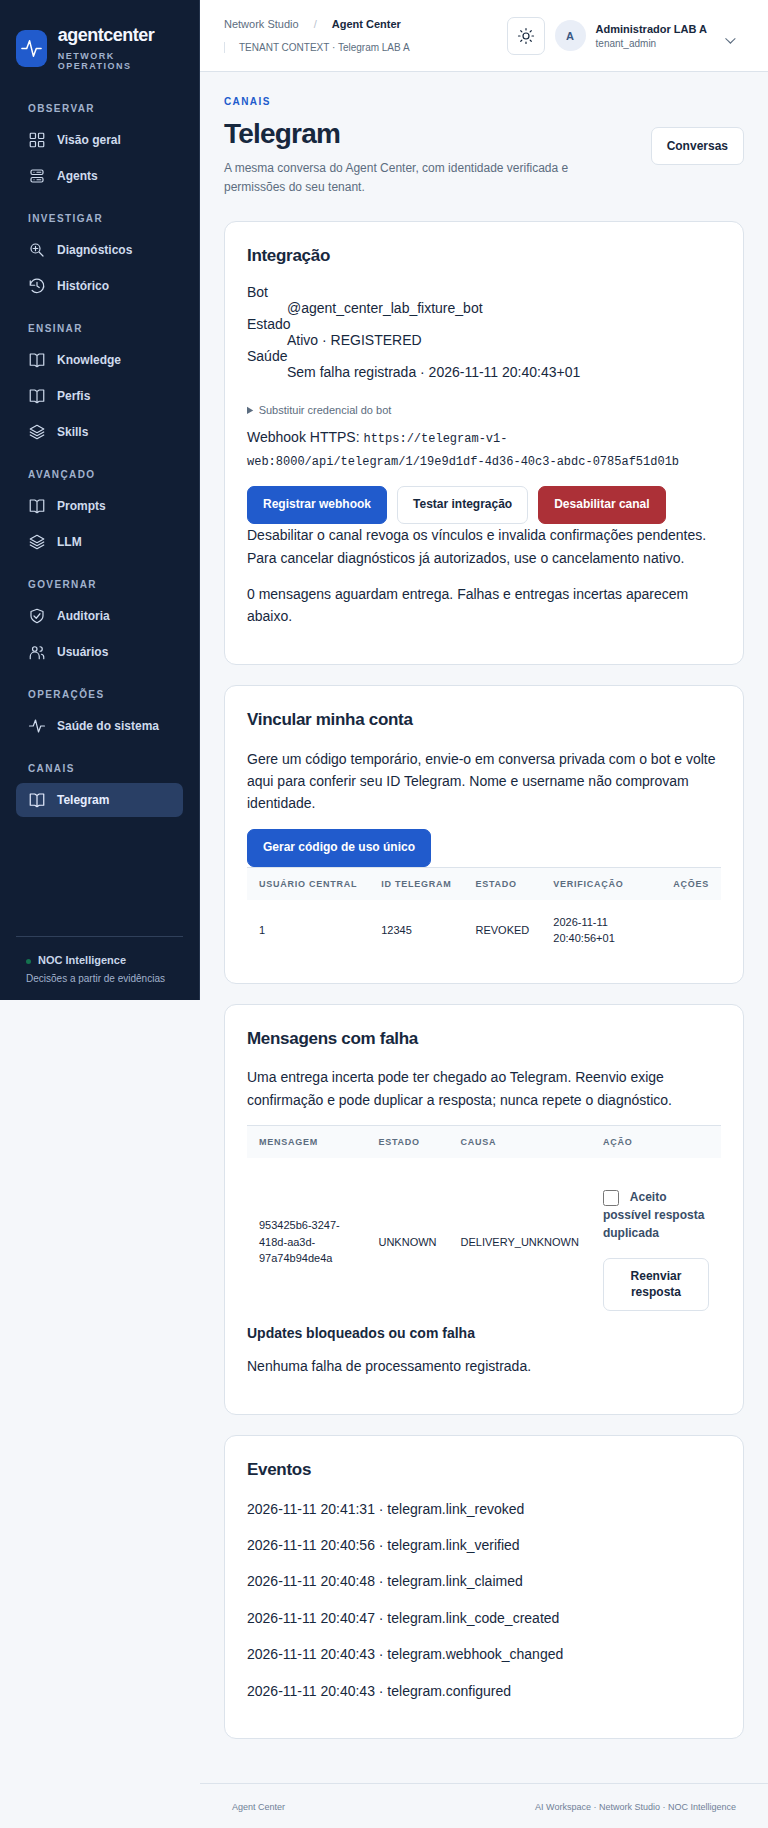 agentcenter
NETWORK
OPERATIONS
OBSERVAR
Visão geral
Agents
INVESTIGAR
Diagnósticos
Histórico
ENSINAR
Knowledge
Perfis
Skills
AVANÇADO
Prompts
LLM
GOVERNAR
Auditoria
Usuários
OPERAÇÕES
Saúde do sistema
CANAIS
Telegram
NOC Intelligence
Decisões a partir de evidências
Network Studio / Agent Center
TENANT CONTEXT · Telegram LAB A
A
Administrador LAB A
tenant_admin
CANAIS
Telegram
A mesma conversa do Agent Center, com identidade verificada e
permissões do seu tenant.
Conversas
Integração
Bot
@agent_center_lab_fixture_bot
Estado
Ativo · REGISTERED
Saúde
Sem falha registrada · 2026-11-11 20:40:43+01
Substituir credencial do bot
Webhook HTTPS: https://telegram-v1-
web:8000/api/telegram/1/19e9d1df-4d36-40c3-abdc-0785af51d01b
Registrar webhook
Testar integração
Desabilitar canal
Desabilitar o canal revoga os vínculos e invalida confirmações pendentes.
Para cancelar diagnósticos já autorizados, use o cancelamento nativo.
0 mensagens aguardam entrega. Falhas e entregas incertas aparecem
abaixo.
Vincular minha conta
Gere um código temporário, envie-o em conversa privada com o bot e volte
aqui para conferir seu ID Telegram. Nome e username não comprovam
identidade.
Gerar código de uso único
USUÁRIO CENTRAL ID TELEGRAM ESTADO VERIFICAÇÃO AÇÕES
1 12345 REVOKED 2026-11-11
20:40:56+01
Mensagens com falha
Uma entrega incerta pode ter chegado ao Telegram. Reenvio exige
confirmação e pode duplicar a resposta; nunca repete o diagnóstico.
MENSAGEM ESTADO CAUSA AÇÃO
953425b6-3247-
418d-aa3d-
97a74b94de4a
UNKNOWN
DELIVERY_UNKNOWN
Aceito
possível resposta
duplicada
Reenviar
resposta
Updates bloqueados ou com falha
Nenhuma falha de processamento registrada.
Eventos
2026-11-11 20:41:31 · telegram.link_revoked
2026-11-11 20:40:56 · telegram.link_verified
2026-11-11 20:40:48 · telegram.link_claimed
2026-11-11 20:40:47 · telegram.link_code_created
2026-11-11 20:40:43 · telegram.webhook_changed
2026-11-11 20:40:43 · telegram.configured
Agent Center
AI Workspace · Network Studio · NOC Intelligence